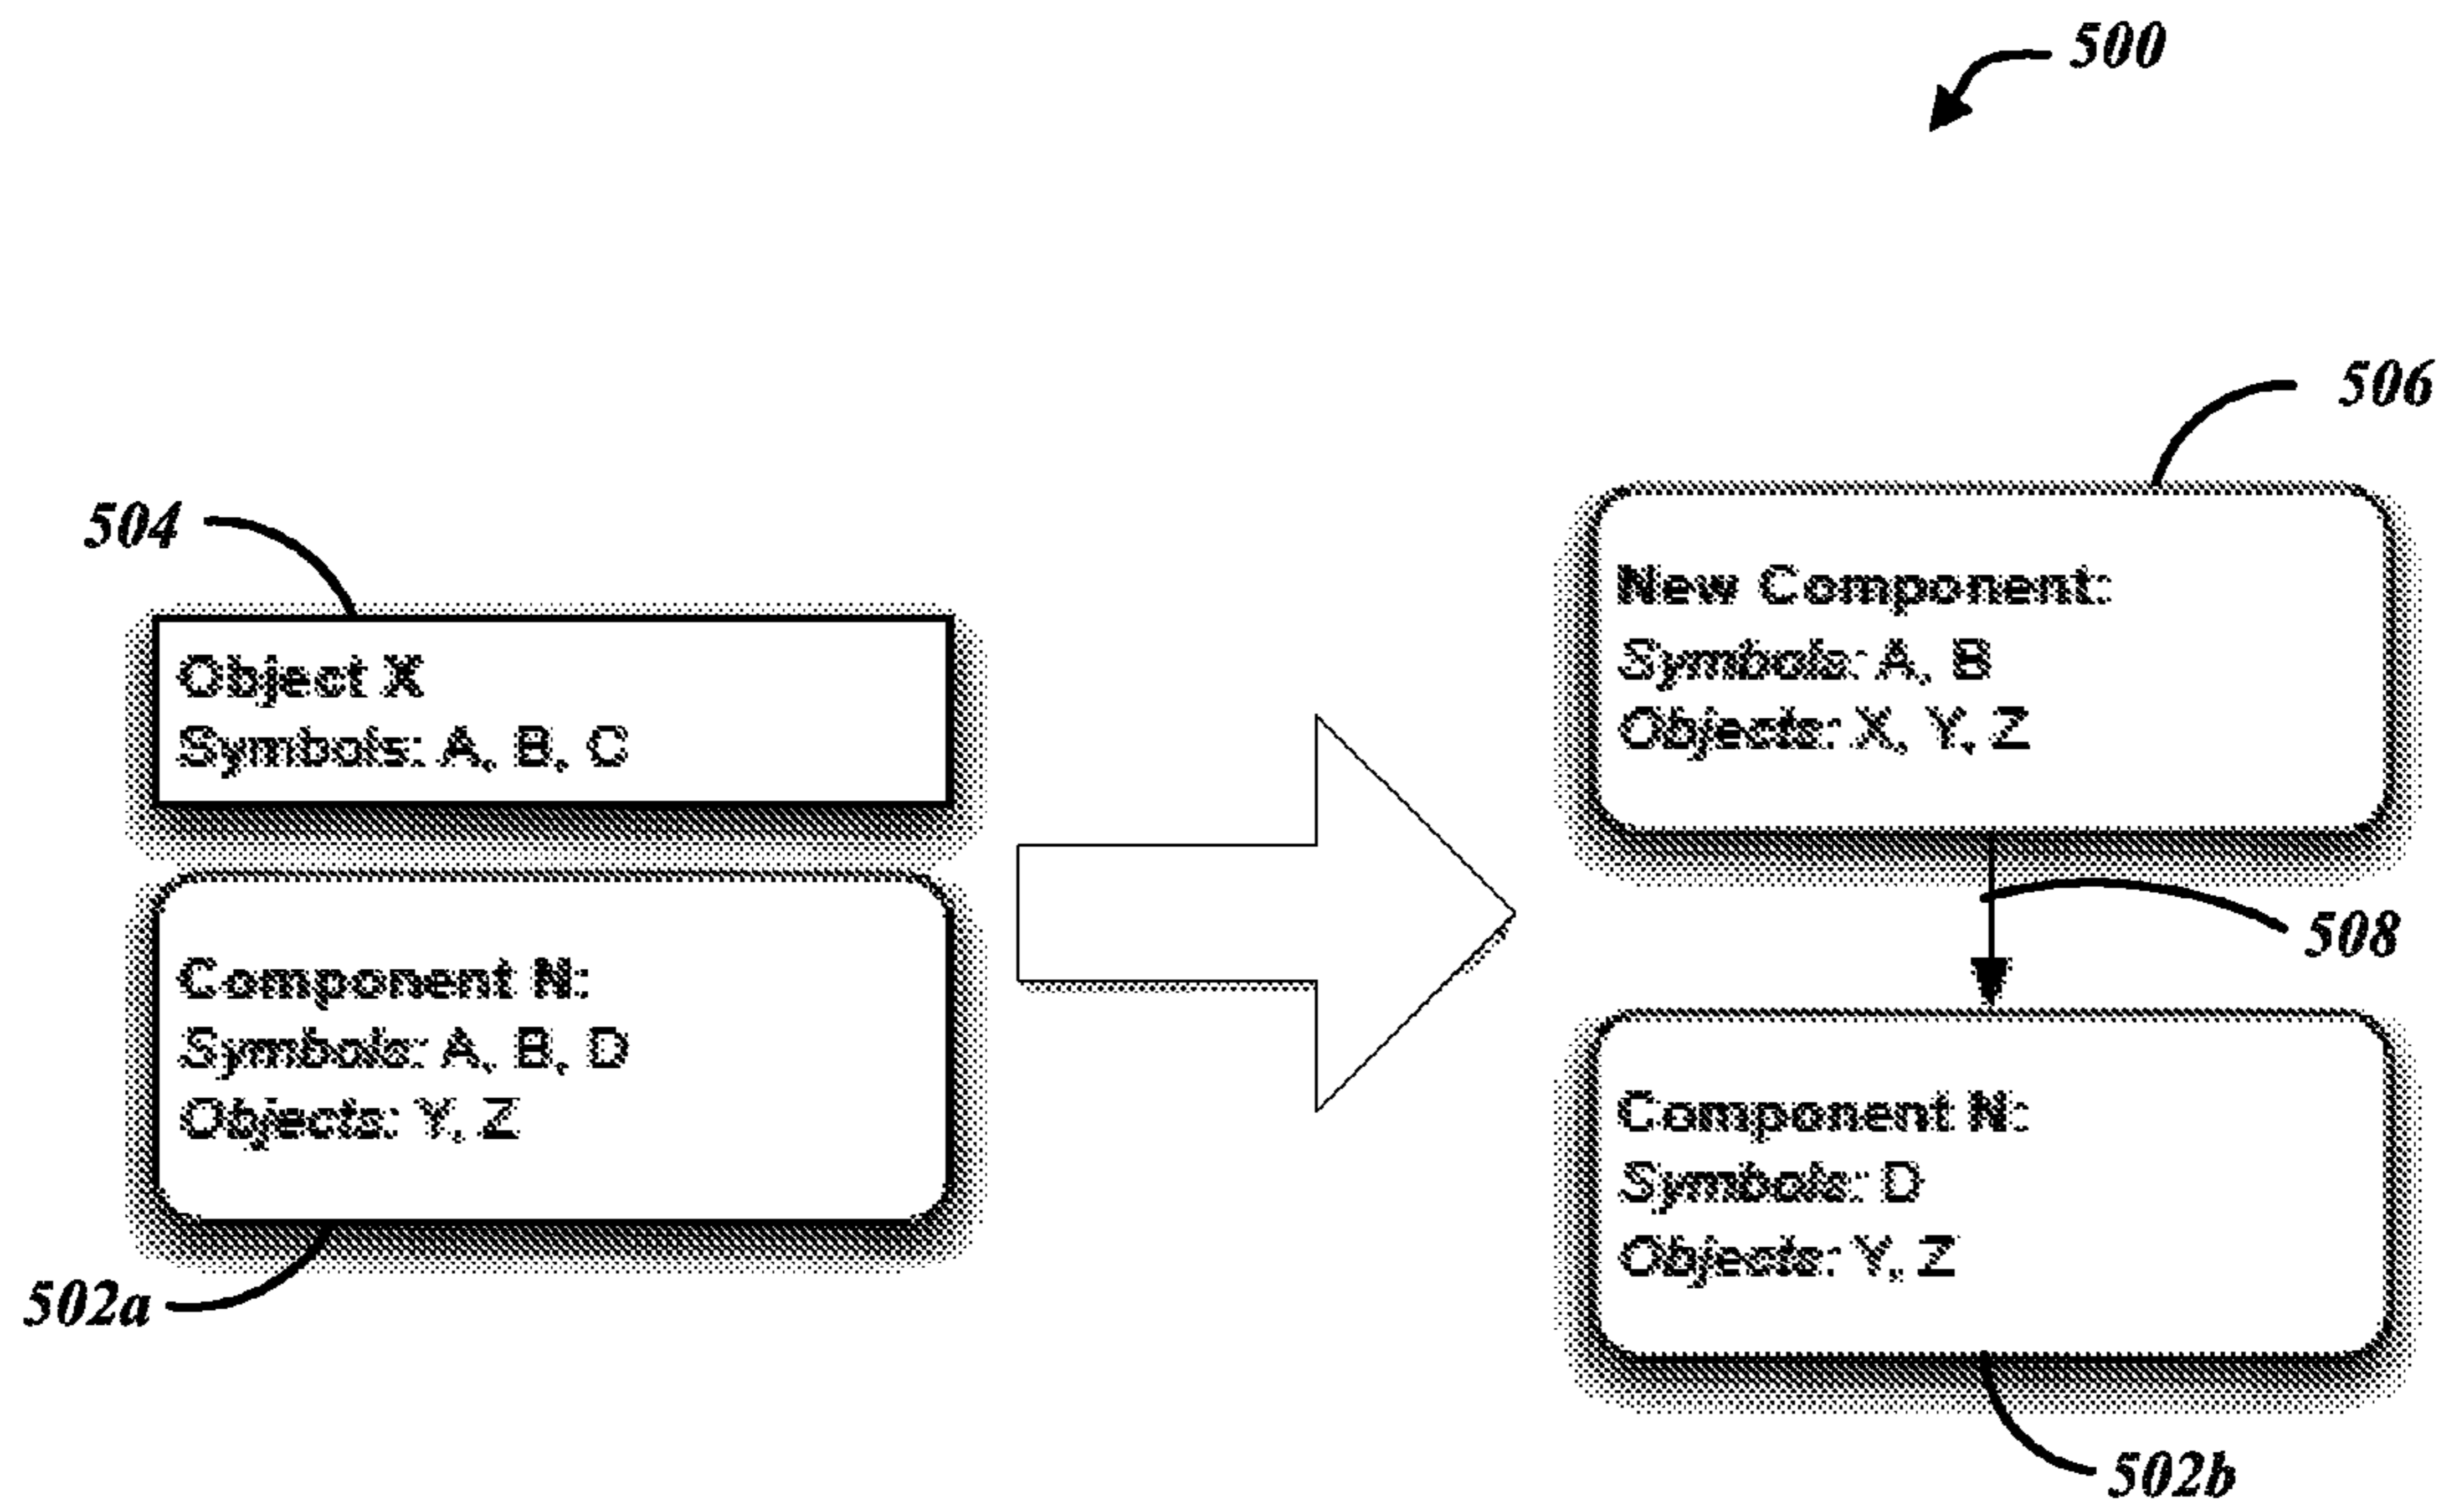 500
506
504
Object X
Symbols: A, B, C
New Component:
Symbols: A, B
Objects: X, Y, Z
508
Component N:
Symbols: A, B, D
Objects: Y, Z
502a
Component N:
Symbols: D
Objects: Y, Z
502b